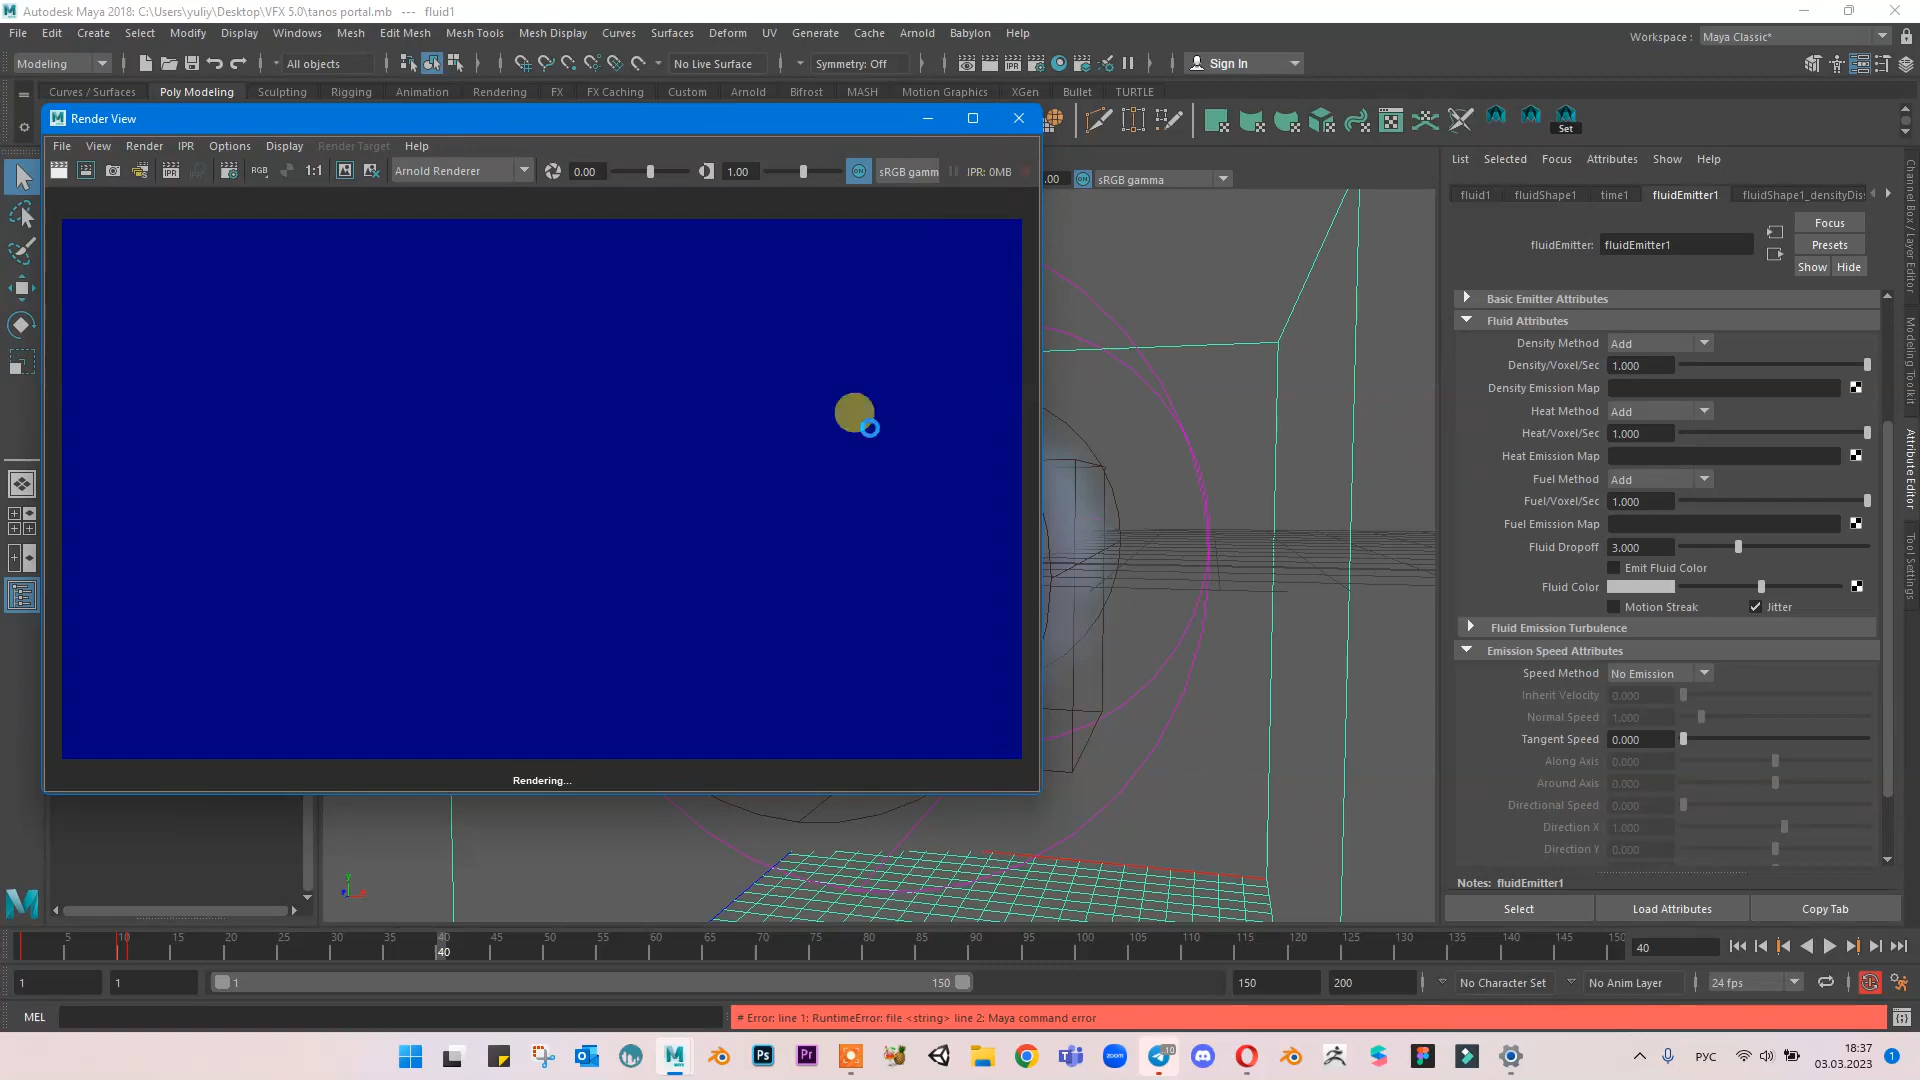 Autodesk Maya 2018: C:\Users\yuliy\Desktop\VFX 5.0\tanos portal.mb --- fluid1
File Edit Create Select Modify Display Windows Mesh Edit Mesh Mesh Tools Mesh Display Curves Surfaces Deform UV Generate Cache Arnold Babylon Help
Workspace : Maya Classic*
Modeling All objects No Live Surface Symmetry: Off Sign In
Curves / Surfaces Poly Modeling Sculpting Rigging Animation Rendering FX FX Caching Custom Arnold Bifrost MASH Motion Graphics XGen Bullet TURTLE
Set
Render View
File View Render IPR Options Display Render Target Help
RGB 1:1 Arnold Renderer 0.00 1.00 ON sRGB gamm IPR: 0MB
.00 ON sRGB gamma
Rendering...
List Selected Focus Attributes Show Help
fluid1 fluidShape1 time1 fluidEmitter1 fluidShape1_densityDis
fluidEmitter: fluidEmitter1
Focus
Presets
Show Hide
Basic Emitter Attributes
Fluid Attributes
Density Method Add
Density/Voxel/Sec 1.000
Density Emission Map
Heat Method Add
Heat/Voxel/Sec 1.000
Heat Emission Map
Fuel Method Add
Fuel/Voxel/Sec 1.000
Fuel Emission Map
Fluid Dropoff 3.000
Emit Fluid Color
Fluid Color
Motion Streak Jitter
Fluid Emission Turbulence
Emission Speed Attributes
Speed Method No Emission
Inherit Velocity 0.000
Normal Speed 1.000
Tangent Speed 0.000
Along Axis 0.000
Around Axis 0.000
Directional Speed 0.000
Direction X 1.000
Direction Y 0.000
Notes: fluidEmitter1
Select Load Attributes Copy Tab
Channel Box / Layer Editor
Modeling Toolkit
Attribute Editor
Tool Settings
5 10 15 20 25 30 35 40 45 50 55 60 65 70 75 80 85 90 95 100 105 110 115 120 125 130 135 140 145 150
40
40
1 1 1 150 150 200 No Character Set No Anim Layer 24 fps
MEL
# Error: line 1: RuntimeError: file <string> line 2: Maya command error
РУС
18:37
03.03.2023